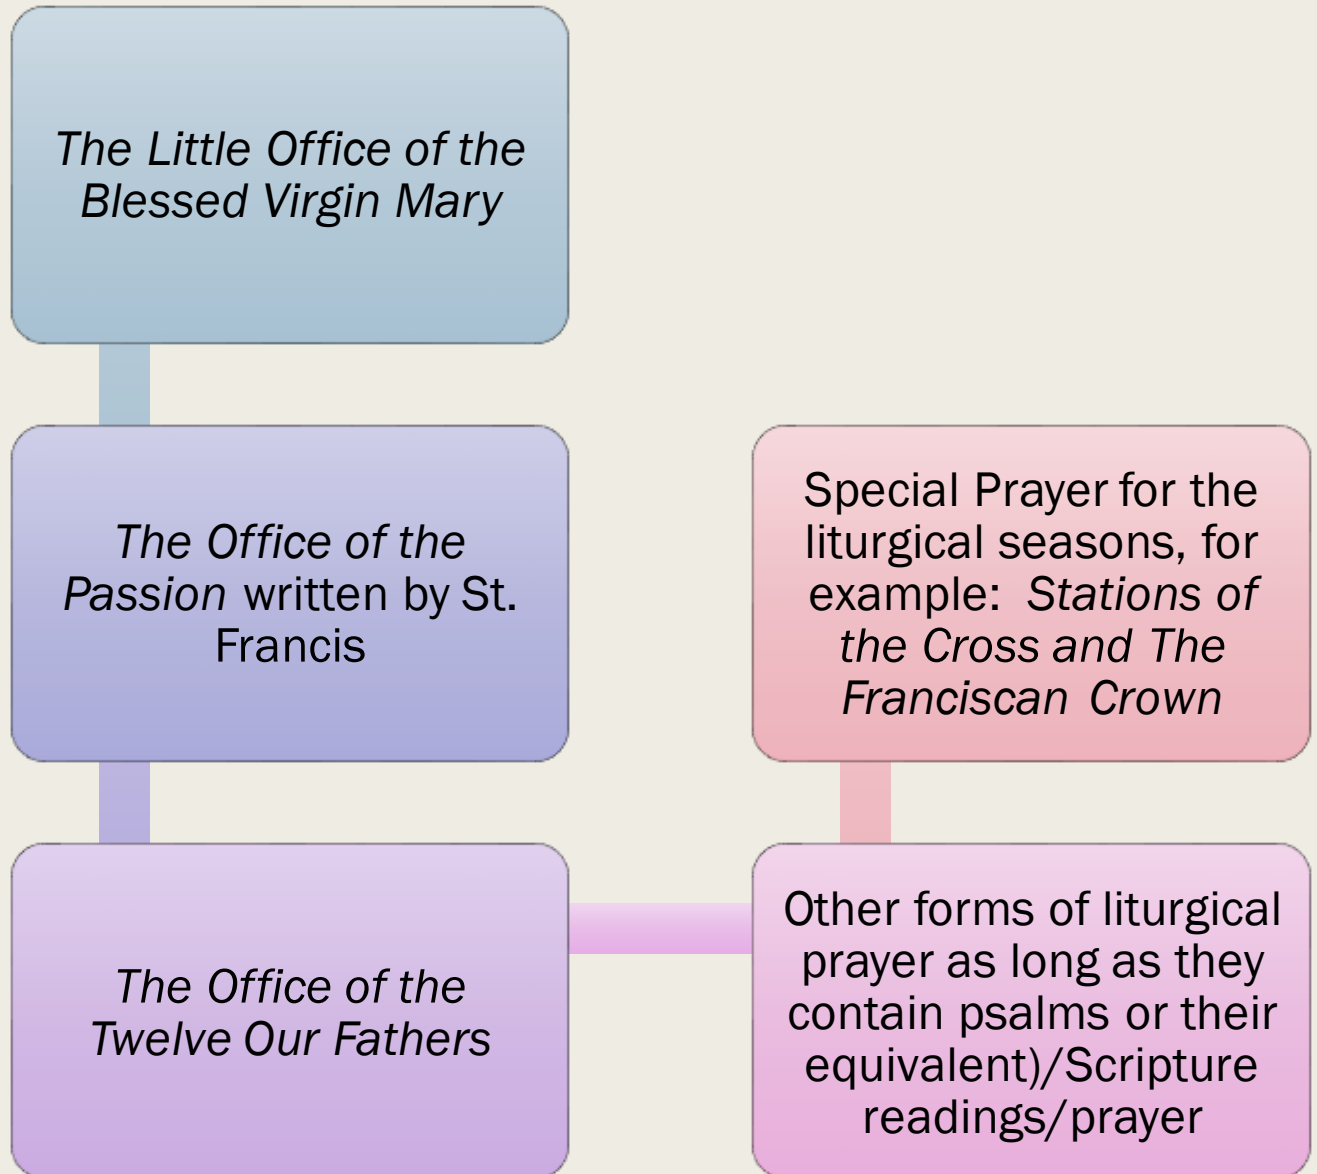 The Little Office of the
Blessed Virgin Mary
The Office of the
Passion written by St.
Francis
The Office of the
Twelve Our Fathers
Other forms of liturgical
prayer as long as they
contain psalms or their
equivalent)/Scripture
readings/prayer
Special Prayer for the
liturgical seasons, for
example: Stations of
the Cross and The
Franciscan Crown